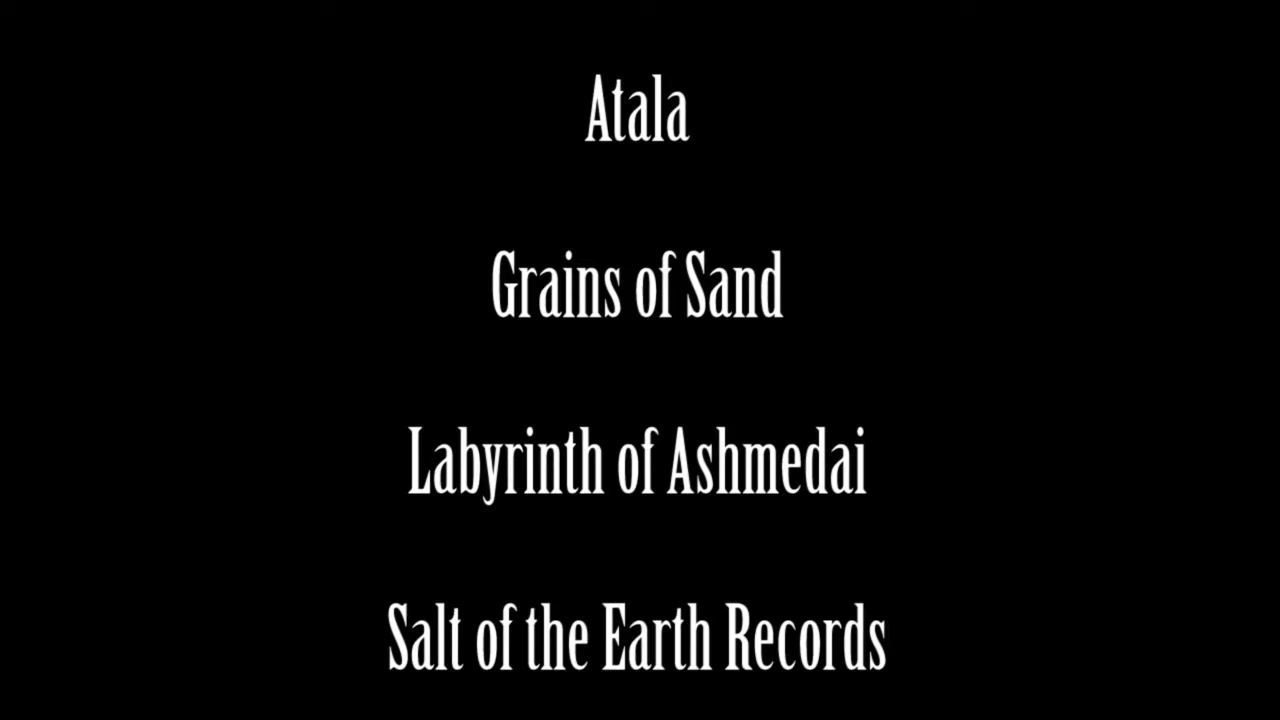 Atala
Grains of Sand
Labyrinth of Ashmedai
Salt of the Earth Records